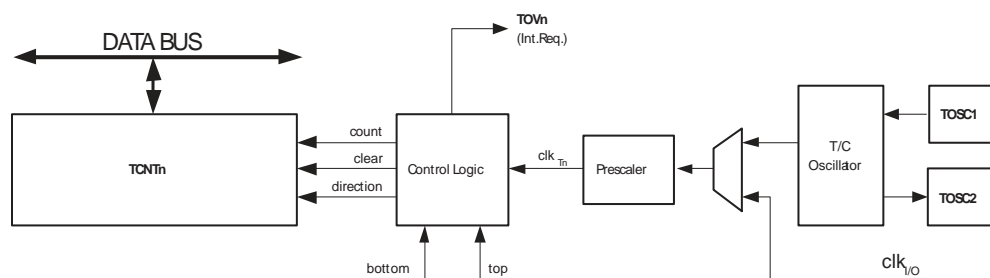 TOVn
(Int.Req.)
DATA BUS
TCNTn
count
clear
direction
Control Logic
clk Tn
Prescaler
T/C
Oscillator
TOSC1
TOSC2
bottom
top
clk I/O